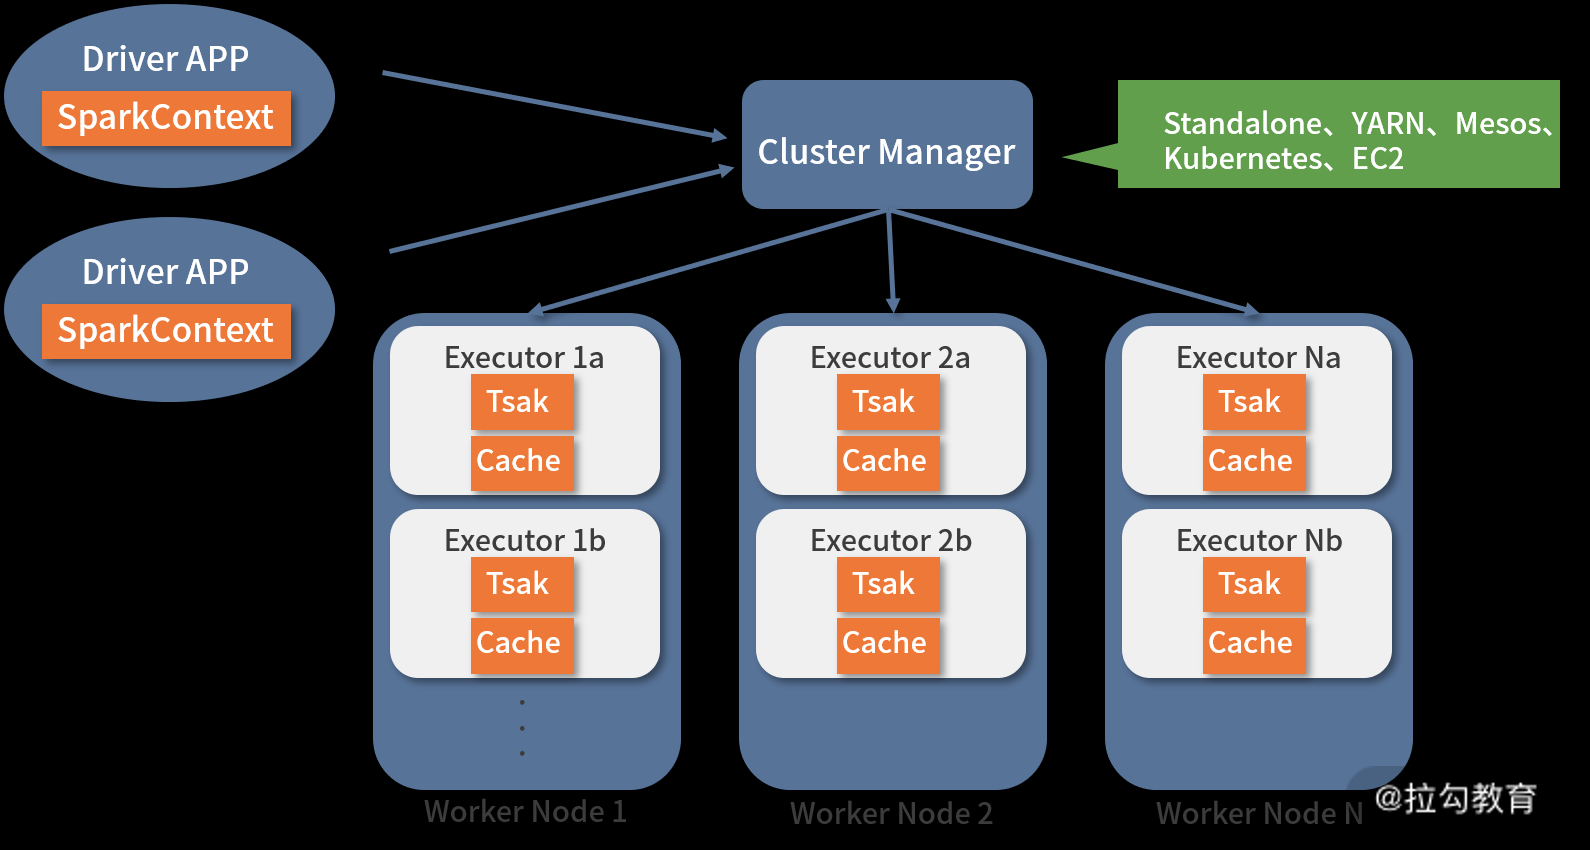 Driver APP
SparkContext
Driver APP
SparkContext
Cluster Manager
Standalone、YARN、Mesos、
Kubernetes、EC2
Executor 1a
Tsak
Cache
Executor 1b
Tsak
Cache
Worker Node 1
Executor 2a
Tsak
Cache
Executor 2b
Tsak
Cache
Worker Node 2
Executor Na
Tsak
Cache
Executor Nb
Tsak
Cache
Worker Node N
@拉勾教育